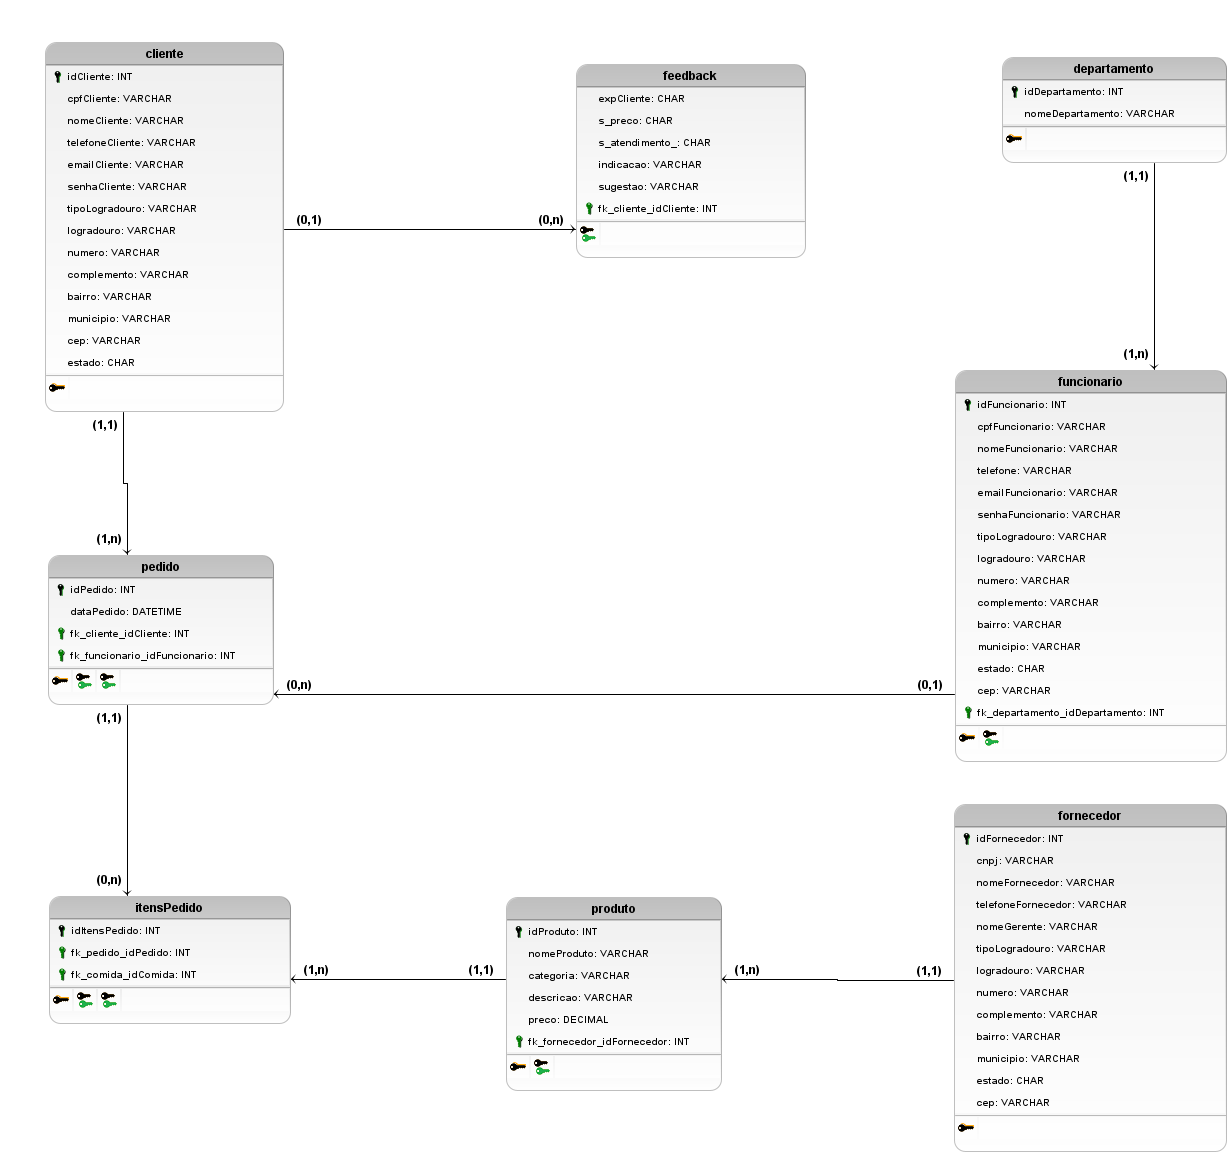 cliente
idCliente: INT
cpfCliente: VARCHAR
nomeCliente: VARCHAR
telefoneCliente: VARCHAR
emailCliente: VARCHAR
senhaCliente: VARCHAR
tipoLogradouro: VARCHAR
logradouro: VARCHAR
numero: VARCHAR
complemento: VARCHAR
bairro: VARCHAR
municipio: VARCHAR
cep: VARCHAR
estado: CHAR
(0,1)
(0,n)
feedback
expCliente: CHAR
s_preco: CHAR
s_atendimento_: CHAR
indicacao: VARCHAR
sugestao: VARCHAR
fk_cliente_idCliente: INT
departamento
idDepartamento: INT
nomeDepartamento: VARCHAR
(1,1)
(1,n)
funcionario
idFuncionario: INT
cpfFuncionario: VARCHAR
nomeFuncionario: VARCHAR
telefone: VARCHAR
emailFuncionario: VARCHAR
senhaFuncionario: VARCHAR
tipoLogradouro: VARCHAR
logradouro: VARCHAR
numero: VARCHAR
complemento: VARCHAR
bairro: VARCHAR
municipio: VARCHAR
estado: CHAR
cep: VARCHAR
fk_departamento_idDepartamento: INT
(1,1)
(1,n)
pedido
idPedido: INT
dataPedido: DATETIME
fk_cliente_idCliente: INT
fk_funcionario_idFuncionario: INT
(0,n)
(0,1)
(1,1)
(0,n)
itensPedido
idItensPedido: INT
fk_pedido_idPedido: INT
fk_comida_idComida: INT
(1,n)
(1,1)
produto
idProduto: INT
nomeProduto: VARCHAR
categoria: VARCHAR
descricao: VARCHAR
preco: DECIMAL
fk_fornecedor_idFornecedor: INT
(1,n)
(1,1)
fornecedor
idFornecedor: INT
cnpj: VARCHAR
nomeFornecedor: VARCHAR
telefoneFornecedor: VARCHAR
nomeGerente: VARCHAR
tipoLogradouro: VARCHAR
logradouro: VARCHAR
numero: VARCHAR
complemento: VARCHAR
bairro: VARCHAR
municipio: VARCHAR
estado: CHAR
cep: VARCHAR